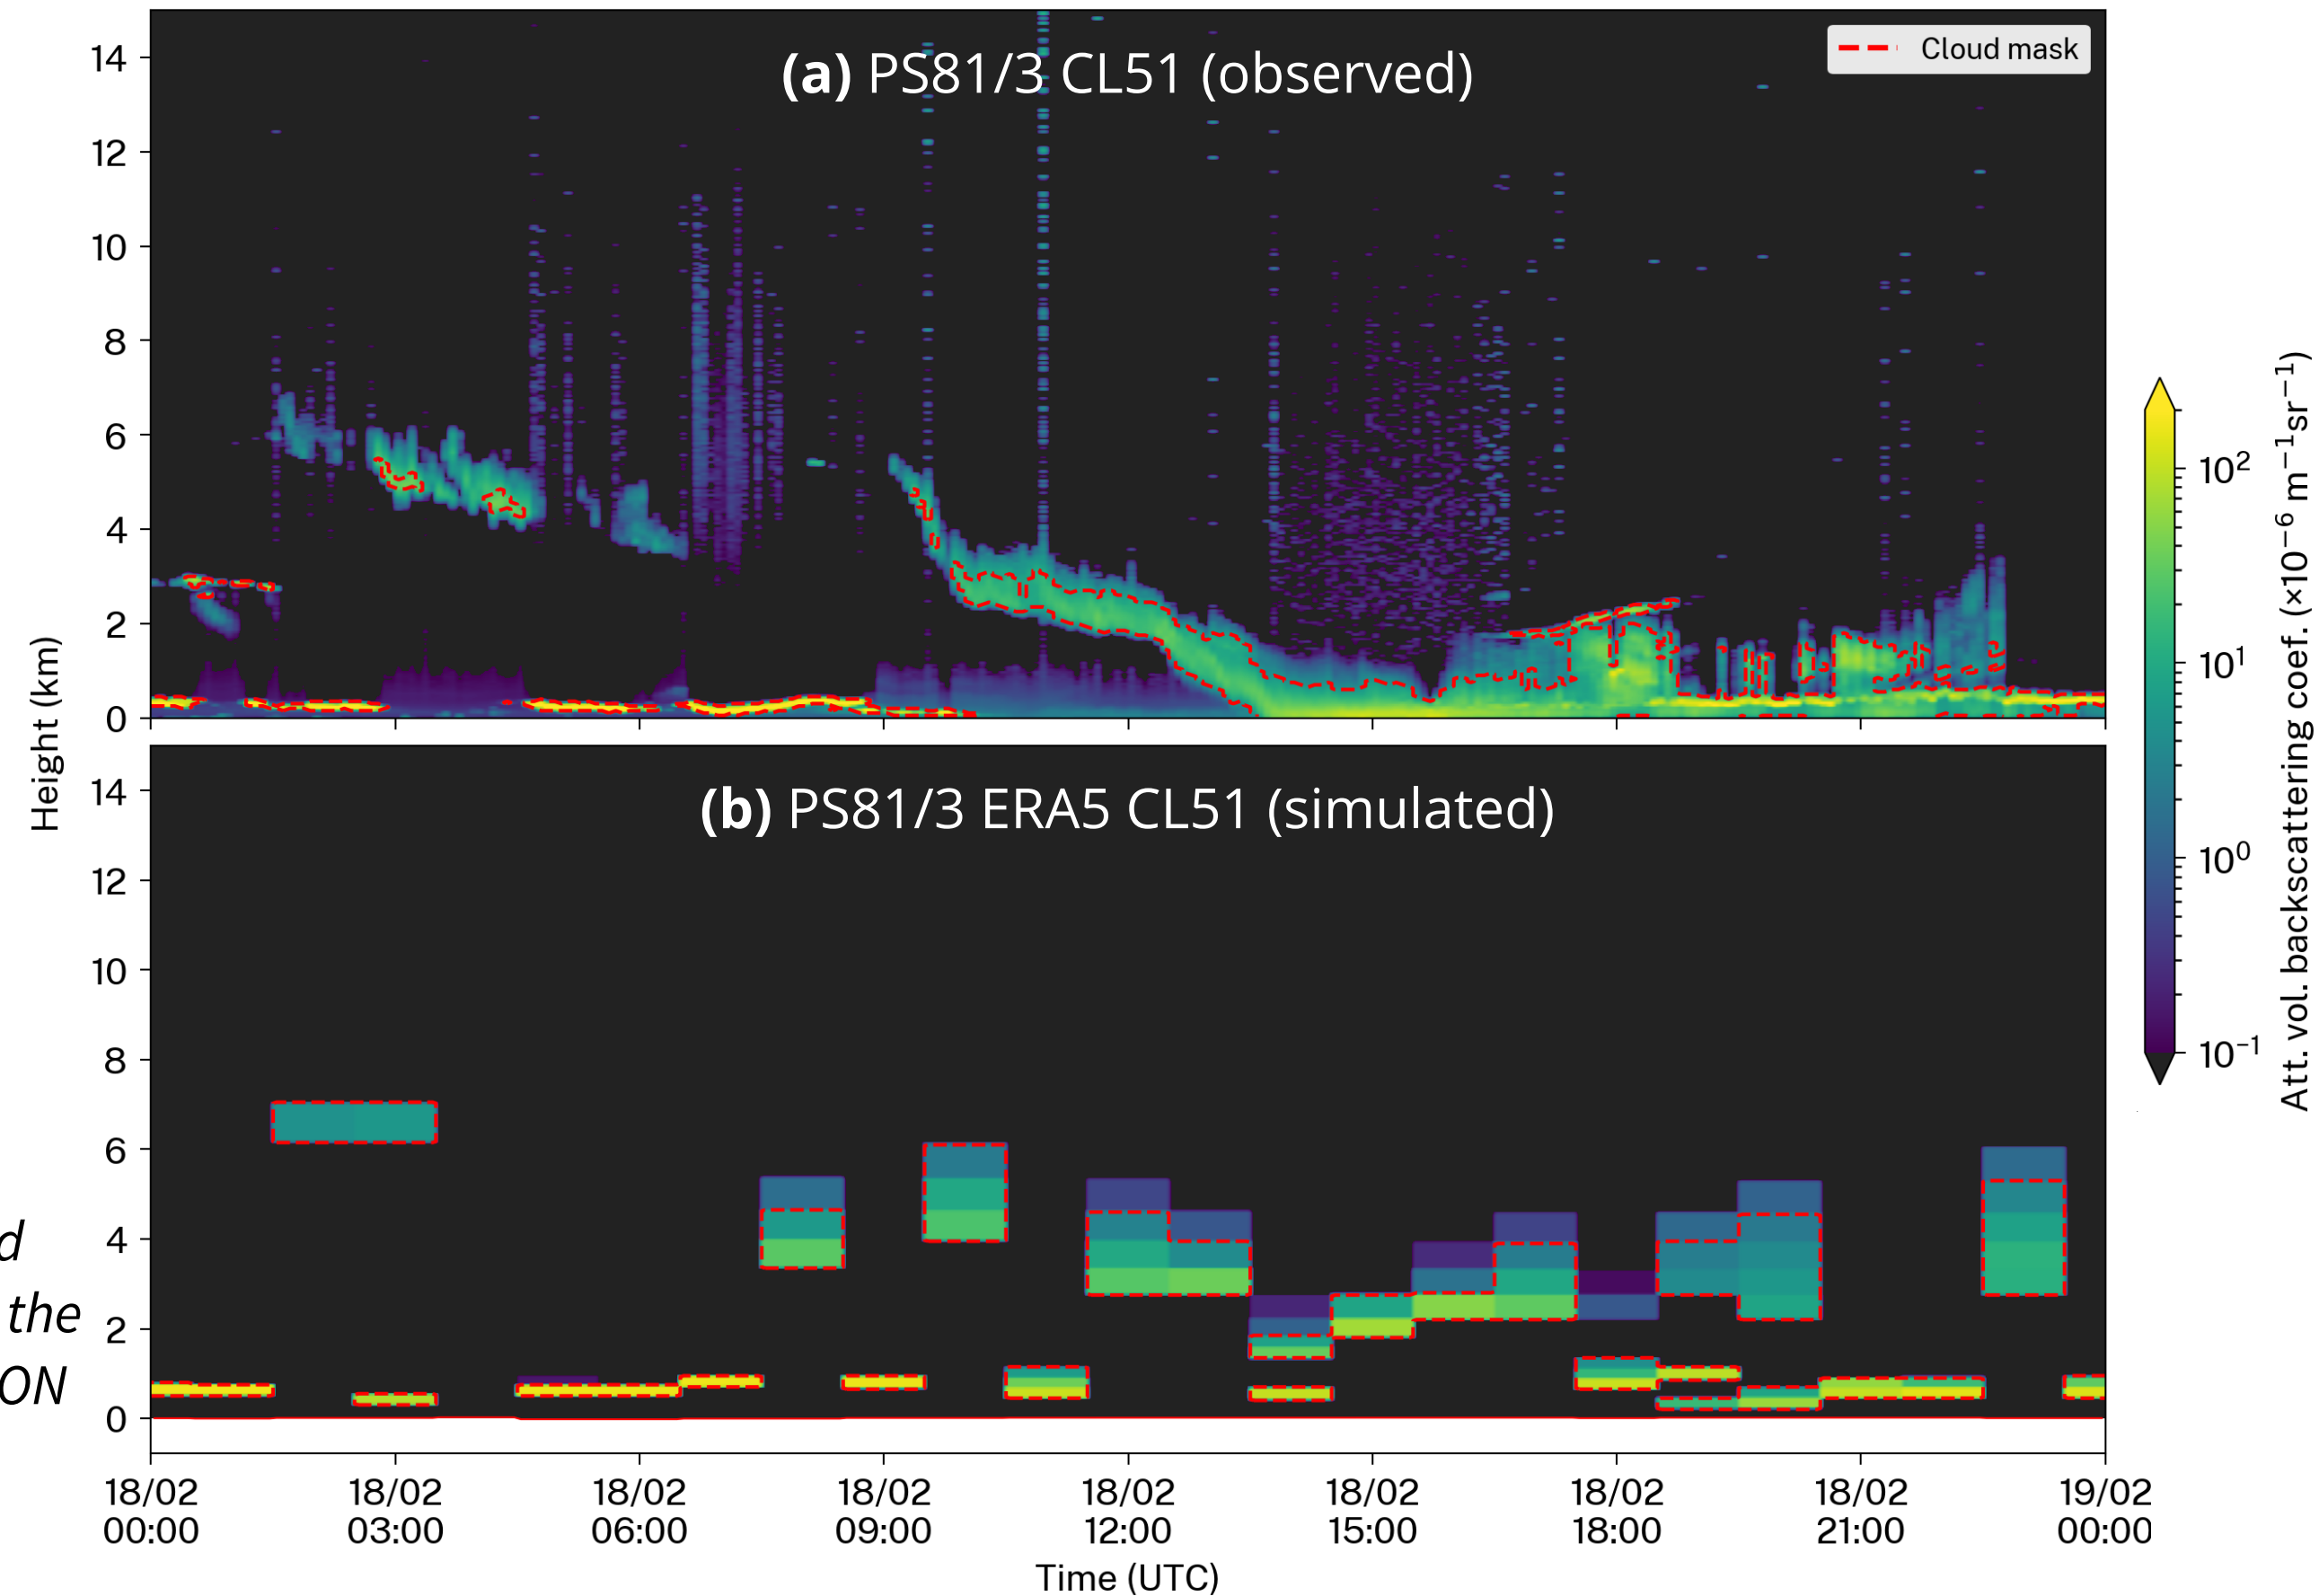 (a) PS81/3 CL51 (observed)
Cloud mask
14
12
10
8
6
4
2
0
Height (km)
(b) PS81/3 ERA5 CL51 (simulated)
14
12
10
8
6
4
2
0
18/02 18/02 18/02 18/02 18/02 18/02 18/02 18/02 19/02
00:00 03:00 06:00 09:00 12:00 15:00 18:00 21:00 00:00
Time (UTC)
10² 
10¹
10⁰
10⁻¹
Att. vol. backscattering coef. (×10⁻⁶ m⁻¹sr⁻¹)
d
the
ON